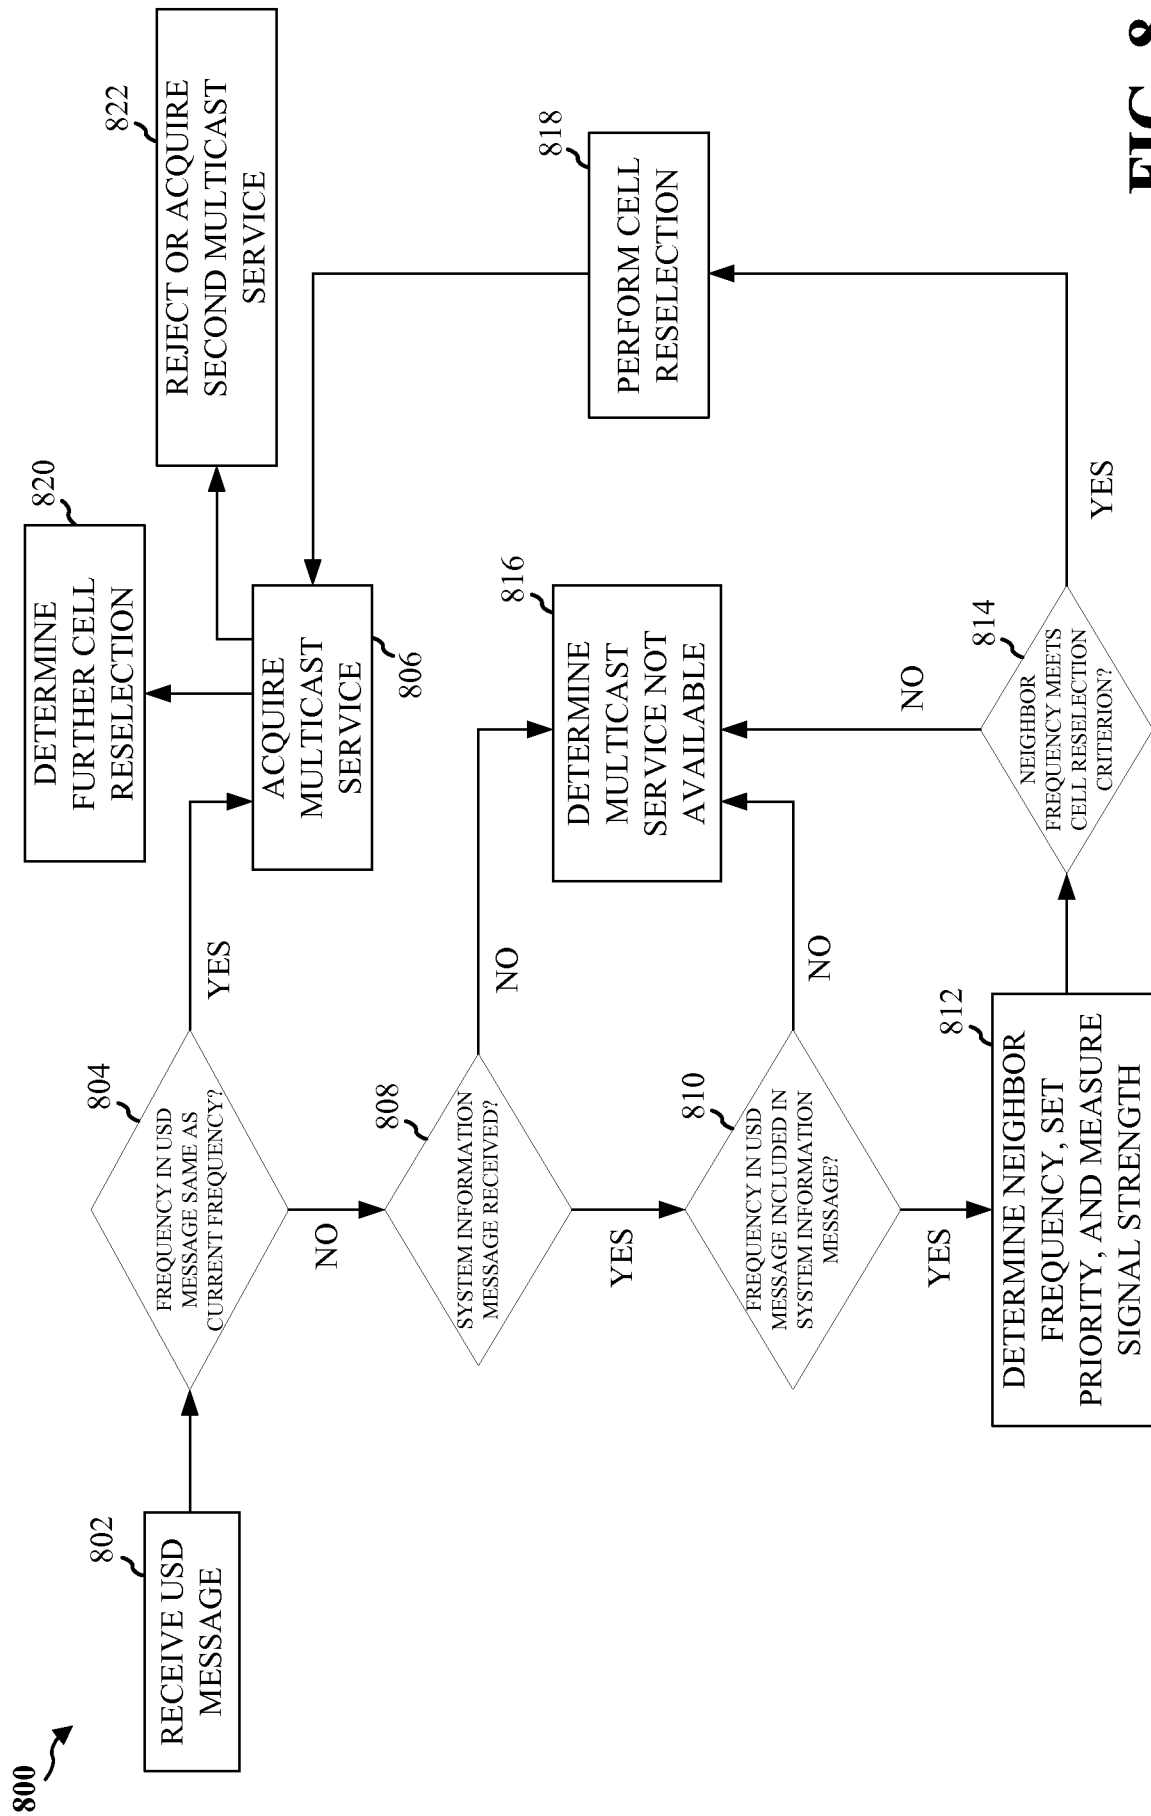 800
802
RECEIVE USD
MESSAGE
804
FREQUENCY IN USD
MESSAGE SAME AS
CURRENT FREQUENCY?
YES
NO
820
DETERMINE
FURTHER CELL
RESELECTION
822
REJECT OR ACQUIRE
SECOND MULTICAST
SERVICE
ACQUIRE
MULTICAST
SERVICE
806
808
SYSTEM INFORMATION
MESSAGE RECEIVED?
NO
YES
816
DETERMINE
MULTICAST
SERVICE NOT
AVAILABLE
818
PERFORM CELL
RESELECTION
810
FREQUENCY IN USD
MESSAGE INCLUDED IN
SYSTEM INFORMATION
MESSAGE?
NO
YES
812
DETERMINE NEIGHBOR
FREQUENCY, SET
PRIORITY, AND MEASURE
SIGNAL STRENGTH
814
NEIGHBOR
FREQUENCY MEETS
CELL RESELECTION
CRITERION?
NO
YES
FIG. 8